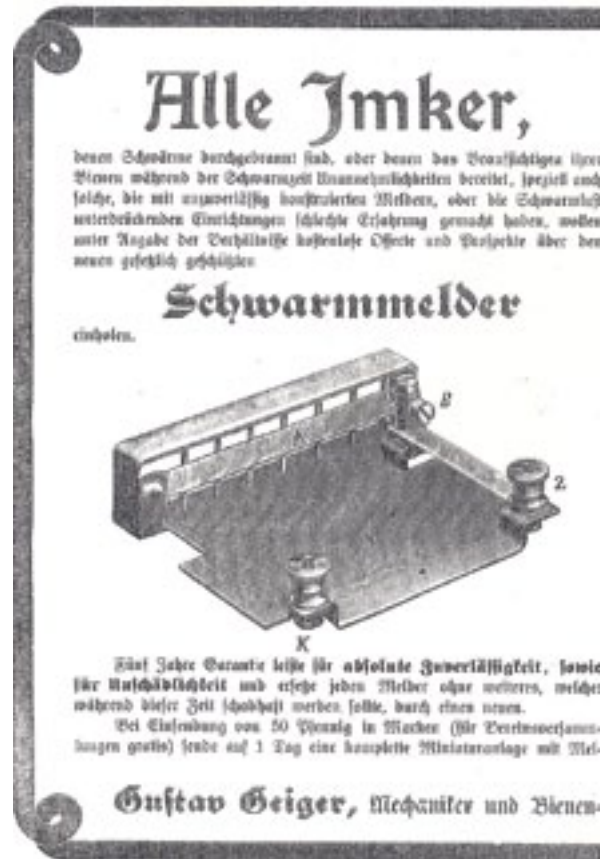 Alle Imker,
denen Schwärme durchgebrannt sind, oder denen das Beaufsichtigen ihrer
Bienen während der Schwarmzeit Unannehmlichkeiten bereitet, speziell auch
solche, die mit unzuverlässig konstruierten Meldern, oder die Schwarmlust
unterdrückenden Einrichtungen schlechte Erfahrung gemacht haben, wollen
unter Angabe der Verhältnisse kostenlose Offerte und Prospekte über den
neuen gesetzlich geschützten
Schwarmmelder
einholen.
Z
K
Fünf Jahre Garantie leiste für absolute Zuverlässigkeit, sowie
für Unschädlichkeit und ersetze jeden Melder ohne weiteres, welcher
während dieser Zeit schadhaft werden sollte, durch einen neuen.
Bei Einsendung von 50 Pfennig in Marken (für Vereinsversamm-
lungen gratis) sende auf 1 Tag eine komplette Miniaturanlage mit Mel-
Gustav Geiger, Mechaniker und Bienen-